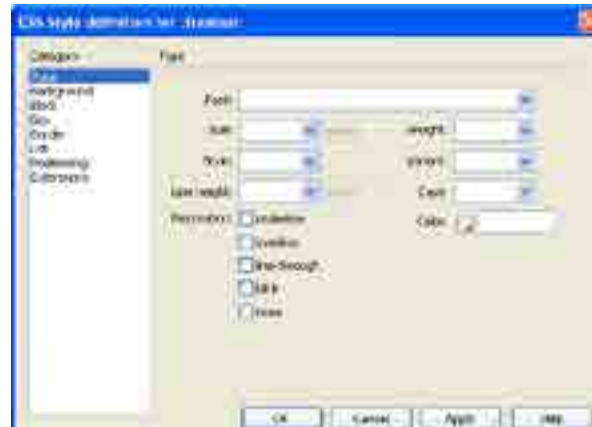 CSS Style definition for
Category
Type
Type
Background
Block
Box
Border
List
Positioning
Extensions
Font:
Size:
Weight:
Style:
Variant:
Line height:
Case:
Decoration:
underline
Color:
overline
line-through
blink
none
OK
Cancel
Apply
Help